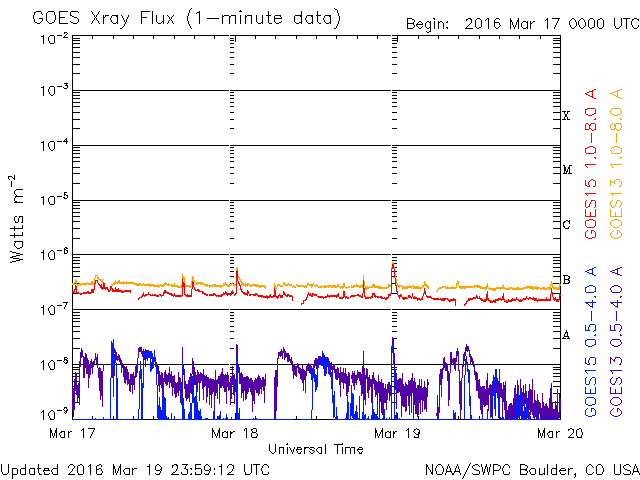 GOES Xray Flux (1-minute data)
Begin: 2016 Mar 17 0000 UTC
10-2
10-3
10-4
10-5
10-6
10-7
10-8
10-9
Watts m-2
X
M
C
B
A
GOES15 1.0-8.0 A
GOES13 1.0-8.0 A
GOES15 0.5-4.0 A
GOES13 0.5-4.0 A
Mar 17 Mar 18 Mar 19 Mar 20
Universal Time
Updated 2016 Mar 19 23:59:12 UTC
NOAA/SWPC Boulder, CO USA